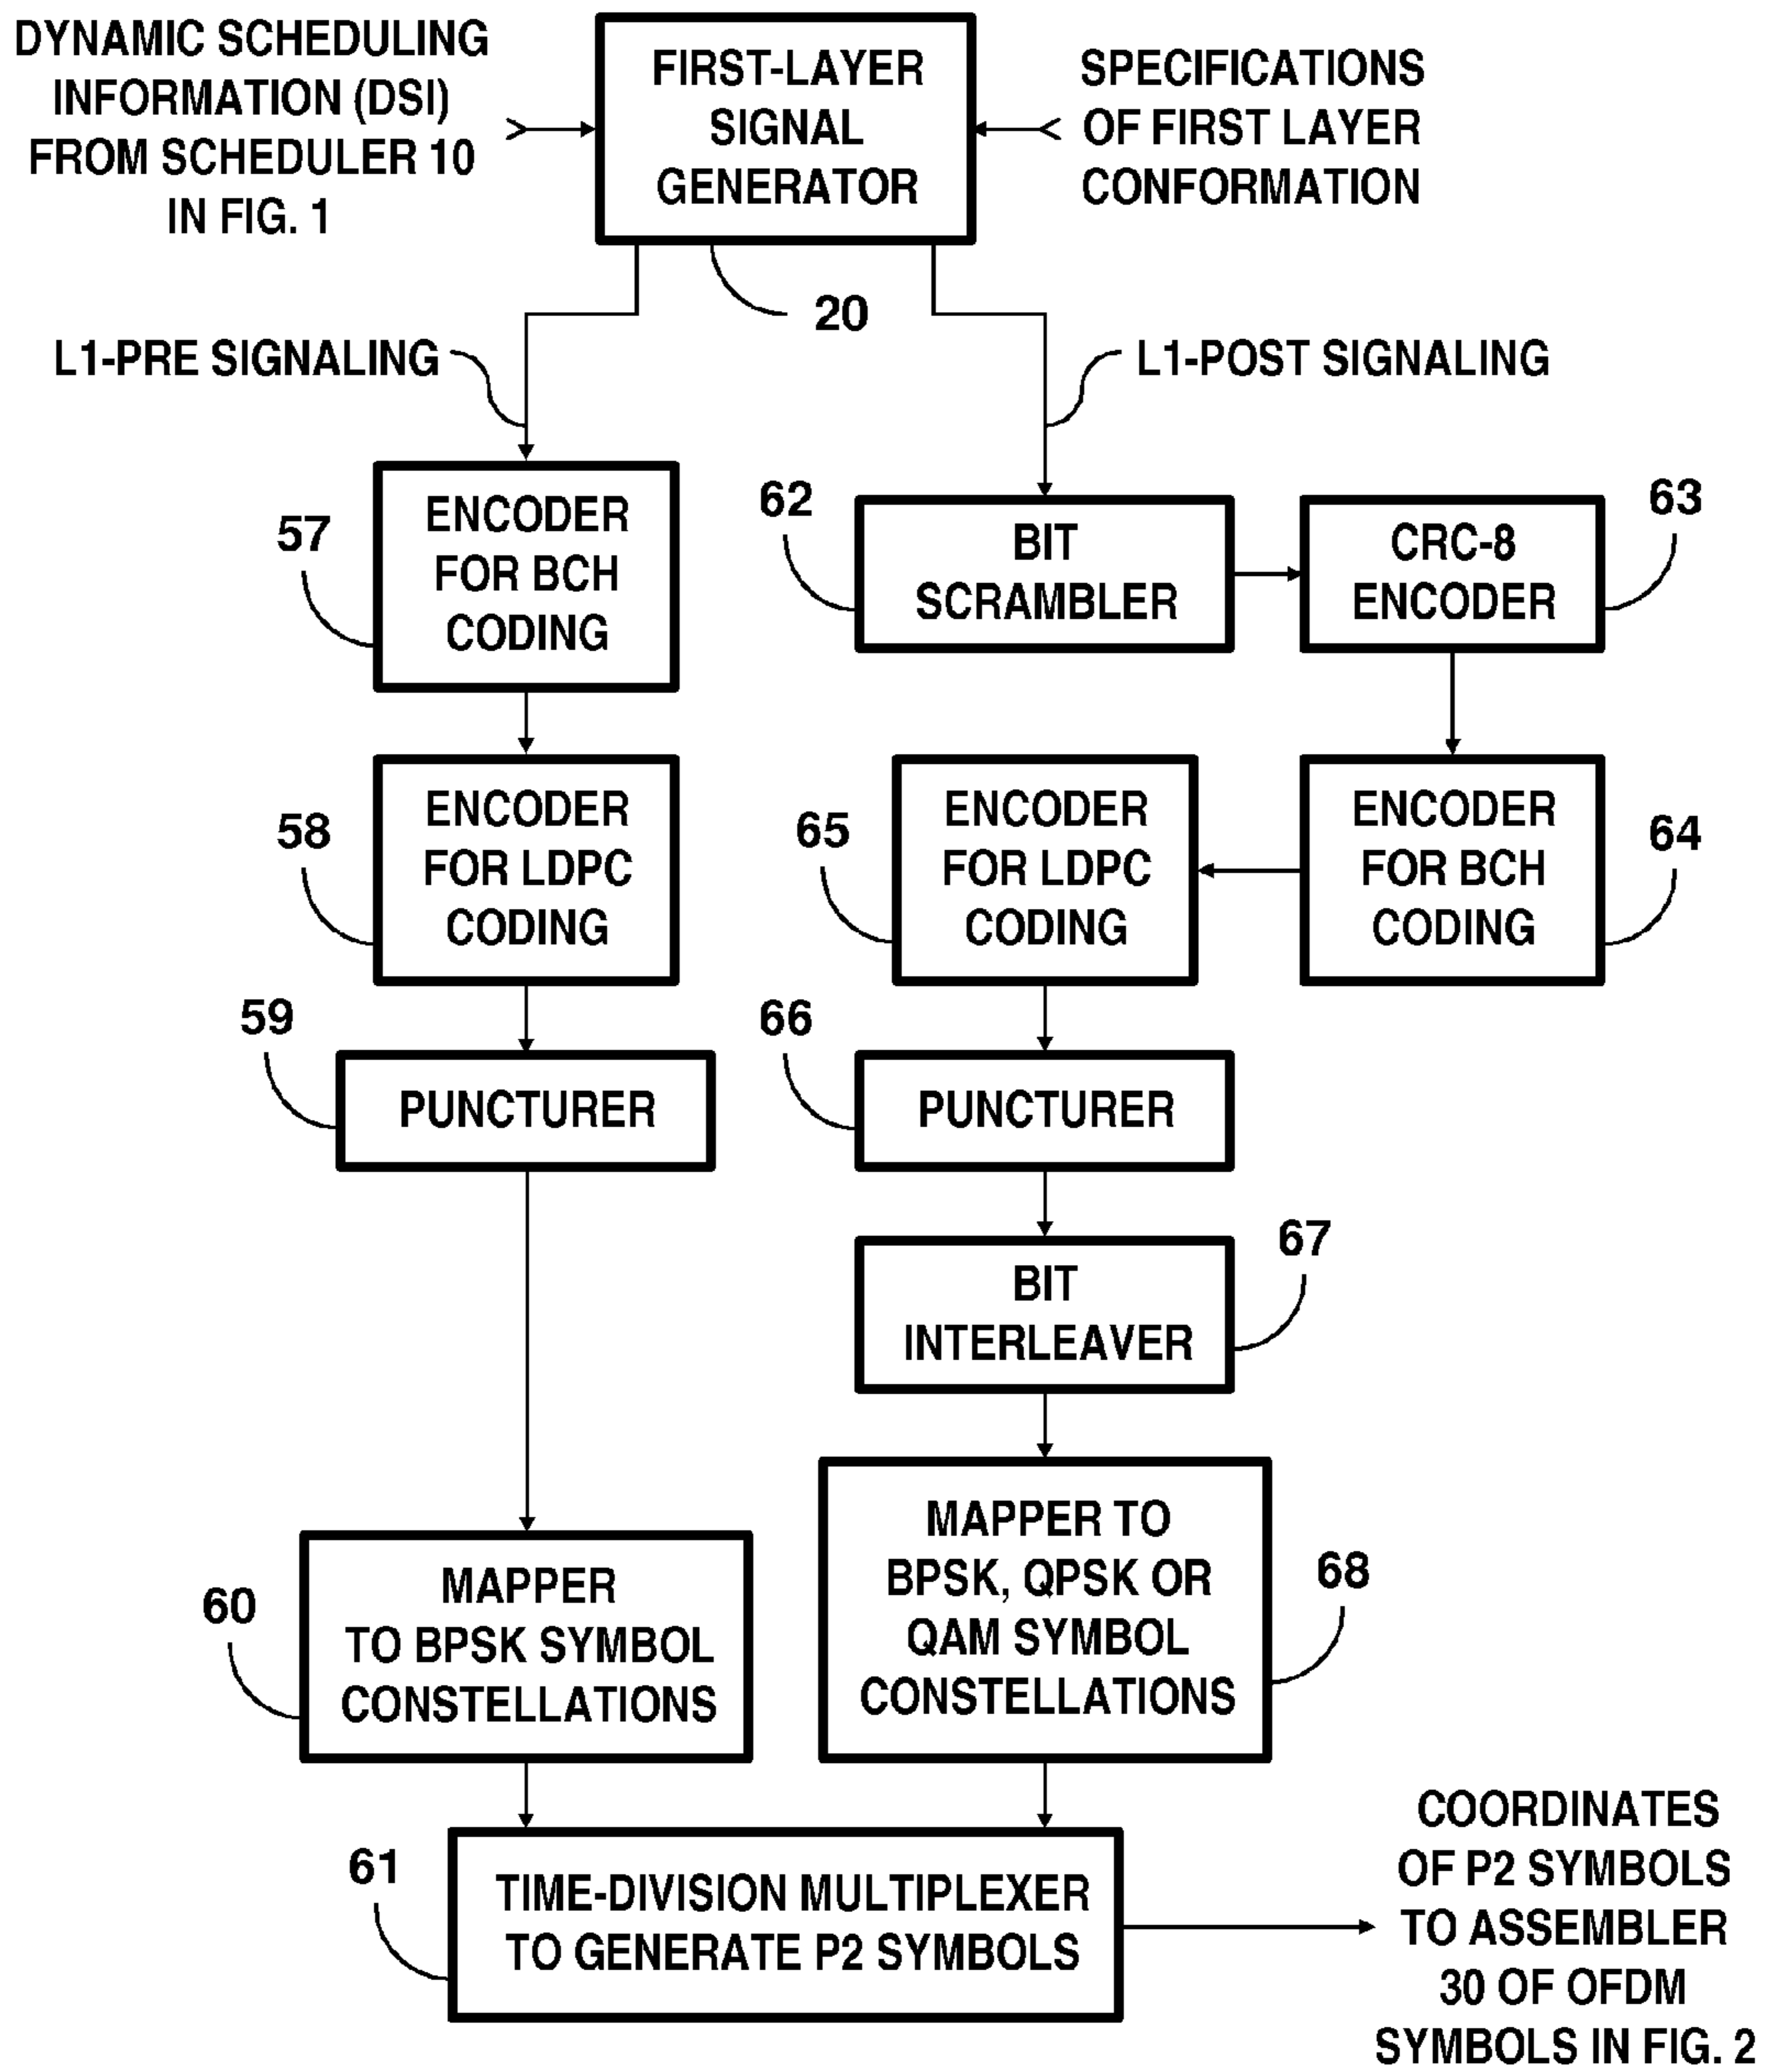 DYNAMIC SCHEDULING
INFORMATION (DSI)
FROM SCHEDULER 10
IN FIG. 1
FIRST-LAYER
SIGNAL
GENERATOR
SPECIFICATIONS
OF FIRST LAYER
CONFORMATION
20
L1-PRE SIGNALING
L1-POST SIGNALING
57
ENCODER
FOR BCH
CODING
62
BIT
SCRAMBLER
63
CRC-8
ENCODER
58
ENCODER
FOR LDPC
CODING
65
ENCODER
FOR LDPC
CODING
64
ENCODER
FOR BCH
CODING
59
PUNCTURER
66
PUNCTURER
67
BIT
INTERLEAVER
60
MAPPER
TO BPSK SYMBOL
CONSTELLATIONS
68
MAPPER TO
BPSK, QPSK OR
QAM SYMBOL
CONSTELLATIONS
61
TIME-DIVISION MULTIPLEXER
TO GENERATE P2 SYMBOLS
COORDINATES
OF P2 SYMBOLS
TO ASSEMBLER
30 OF OFDM
SYMBOLS IN FIG. 2